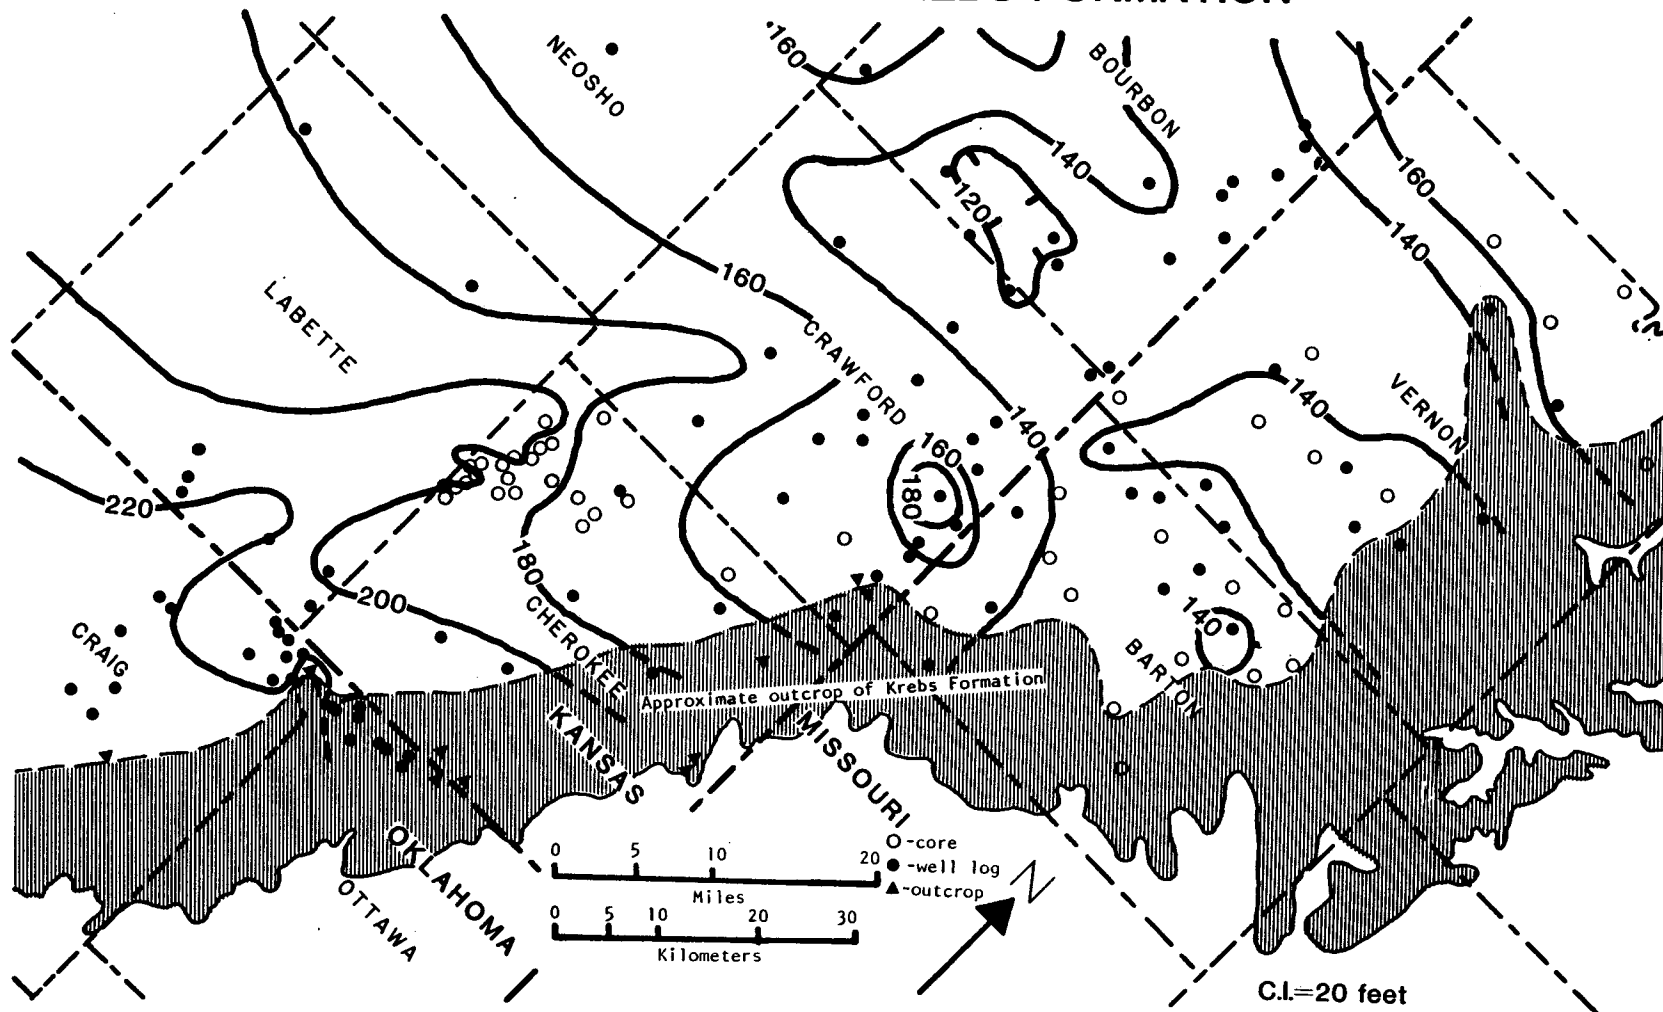 160
NEOSHO
BOURBON
140
160
120
140
160
LABETTE
CRAWFORD
VERNON
140
140
160
180
220
180
200
CHEROKEE
140
CRAIG
BARTON
Approximate outcrop of Krebs Formation
KANSAS
MISSOURI
OKLAHOMA
OTTAWA
0 5 10 20
Miles
0 5 10 20 30
Kilometers
-core
-well log
-outcrop
N
C.I.=20 feet